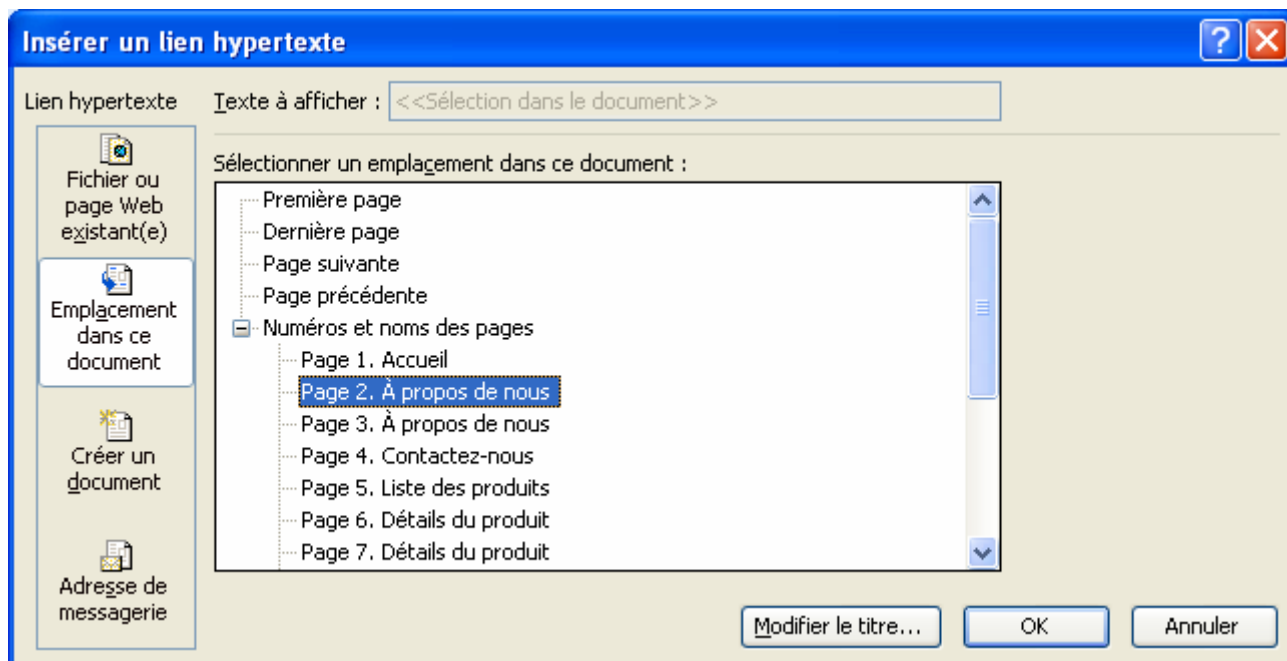 Insérer un lien hypertexte
Lien hypertexte
Texte à afficher : <<Sélection dans le document>>
Fichier ou
page Web
existant(e)
Emplacement
dans ce
document
Créer un
document
Adresse de
messagerie
Sélectionner un emplacement dans ce document :
Première page
Dernière page
Page suivante
Page précédente
Numéros et noms des pages
Page 1. Accueil
Page 2. À propos de nous
Page 3. À propos de nous
Page 4. Contactez-nous
Page 5. Liste des produits
Page 6. Détails du produit
Page 7. Détails du produit
Modifier le titre...
OK
Annuler